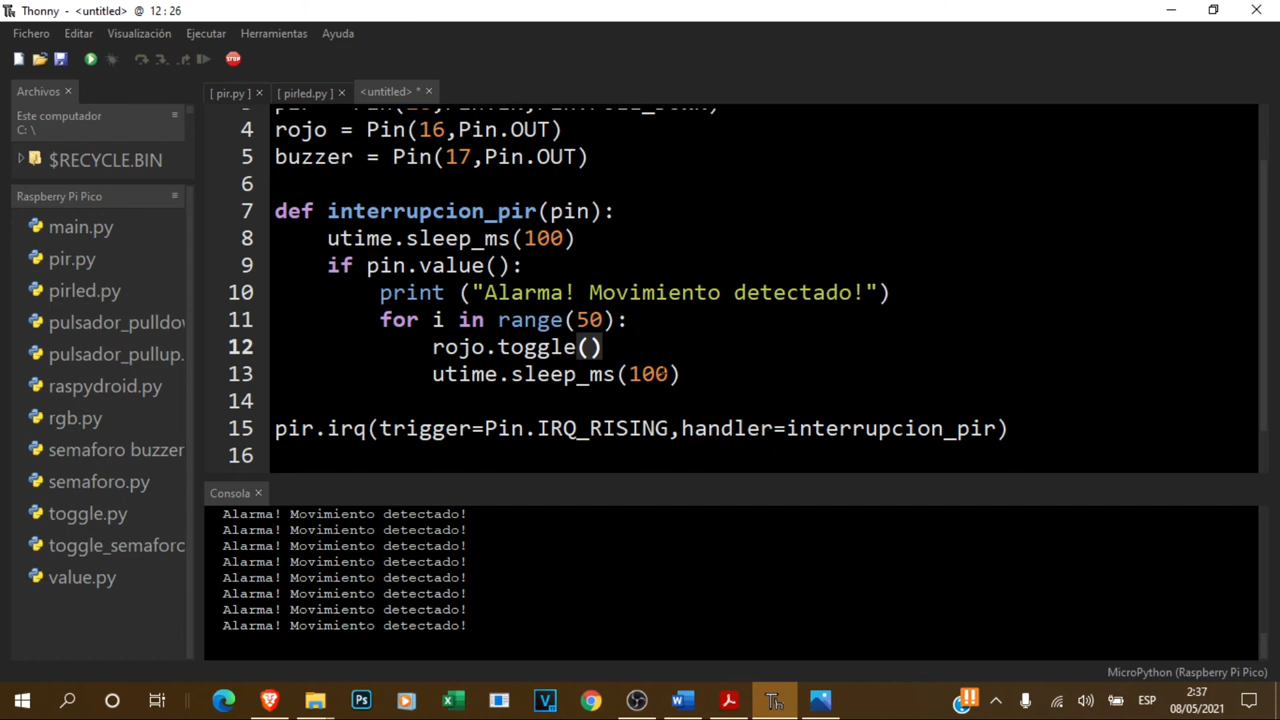 Thonny - <untitled> @ 12 : 26
Fichero Editar Visualización Ejecutar Herramientas Ayuda
STOP
Archivos × [ pir.py ] × [ pirled.py ] × <untitled> * ×
Este computador
C: \
$RECYCLE.BIN
Raspberry Pi Pico
main.py
pir.py
pirled.py
pulsador_pulldov
pulsador_pullup.
raspydroid.py
rgb.py
semaforo buzzer
semaforo.py
toggle.py
toggle_semaforo
value.py
4 rojo = Pin(16,Pin.OUT)
5 buzzer = Pin(17,Pin.OUT)
6
7 def interrupcion_pir(pin):
8 utime.sleep_ms(100)
9 if pin.value():
10 print ("Alarma! Movimiento detectado!")
11 for i in range(50):
12 rojo.toggle()
13 utime.sleep_ms(100)
14
15 pir.irq(trigger=Pin.IRQ_RISING,handler=interrupcion_pir)
16
Consola ×
Alarma! Movimiento detectado!
Alarma! Movimiento detectado!
Alarma! Movimiento detectado!
Alarma! Movimiento detectado!
Alarma! Movimiento detectado!
Alarma! Movimiento detectado!
Alarma! Movimiento detectado!
Alarma! Movimiento detectado!
MicroPython (Raspberry Pi Pico)
Ps W Th ESP 2:37
08/05/2021